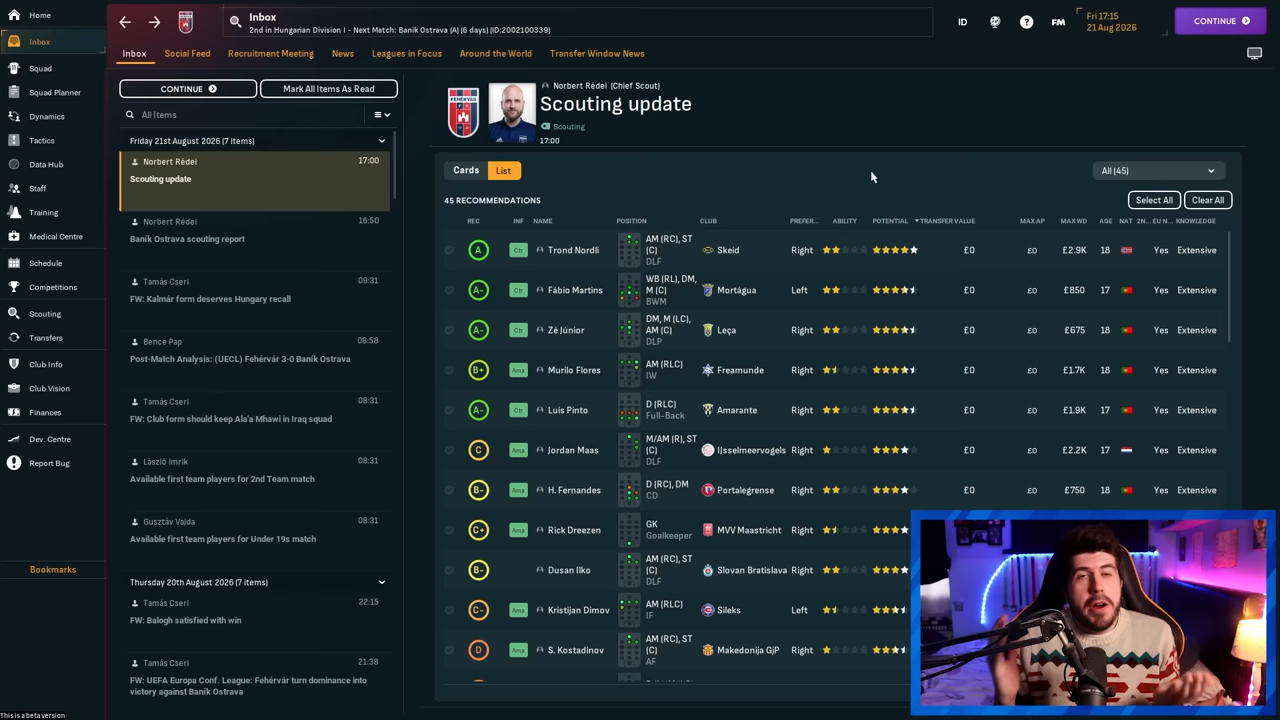 Home
Inbox
Squad
Squad Planner
Dynamics
Tactics
Data Hub
Staff
Training
Medical Centre
Schedule
Competitions
Scouting
Transfers
Club Info
Club Vision
Finances
Dev. Centre
Report Bug
Bookmarks
This is a beta version
Inbox
2nd in Hungarian Division I - Next Match: Baník Ostrava (A) (6 days) (ID:2002100339)
ID
FM
Fri 17:15
21 Aug 2026
CONTINUE
Inbox Social Feed Recruitment Meeting News Leagues in Focus Around the World Transfer Window News
CONTINUE
Mark All Items As Read
All Items
Friday 21st August 2026 (7 Items)
Norbert Rédei 17:00
Scouting update
Norbert Rédei 16:50
Baník Ostrava scouting report
Tamás Cseri 09:31
FW: Kalmár form deserves Hungary recall
Bence Pap 08:58
Post-Match Analysis: (UECL) Fehérvár 3-0 Baník Ostrava
Tamás Cseri 08:31
FW: Club form should keep Ala'a Mhawi in Iraq squad
László Imrik 08:31
Available first team players for 2nd Team match
Gusztáv Vajda 08:31
Available first team players for Under 19s match
Thursday 20th August 2026 (7 Items)
Tamás Cseri 22:15
FW: Balogh satisfied with win
Tamás Cseri 21:38
FW: UEFA Europa Conf. League: Fehérvár turn dominance into
victory against Baník Ostrava
FEHÉRVÁR
Norbert Rédei (Chief Scout)
Scouting update
Scouting
17:00
Cards List
All (45)
45 RECOMMENDATIONS
Select All Clear All
REC INF NAME POSITION CLUB PREFER... ABILITY POTENTIAL TRANSFER VALUE MAX AP MAX WD AGE NAT 2N... EU N... KNOWLEDGE
A Ctr Trond Nordli AM (RC), ST (C) DLF Skeid Right £0 £0 £2.9K 18 Yes Extensive
A- Ctr Fábio Martins WB (RL), DM, M (C) BWM Mortágua Left £0 £0 £850 17 Yes Extensive
A- Ctr Zé Júnior DM, M (LC), AM (C) DLP Leça Right £0 £0 £675 18 Yes Extensive
B+ Ama Murilo Flores AM (RLC) IW Freamunde Right £0 £0 £1.7K 18 Yes Extensive
A- Ctr Luís Pinto D (RLC) Full-Back Amarante Right £0 £0 £1.9K 17 Yes Extensive
C Ama Jordan Maas M/AM (R), ST (C) DLF IJsselmeervogels Right £0 £0 £2.2K 17 Yes Extensive
B- Ama H. Fernandes D (RC), DM CD Portalegrense Right £0 £0 £750 18 Yes Extensive
C+ Ama Rick Dreezen GK Goalkeeper MVV Maastricht Right
B- Dusan Ilko AM (RC), ST (C) DLF Slovan Bratislava Right
C- Ama Kristijan Dimov AM (RLC) IF Sileks Left
D Ama S. Kostadinov AM (RC), ST (C) AF Makedonija GjP Right